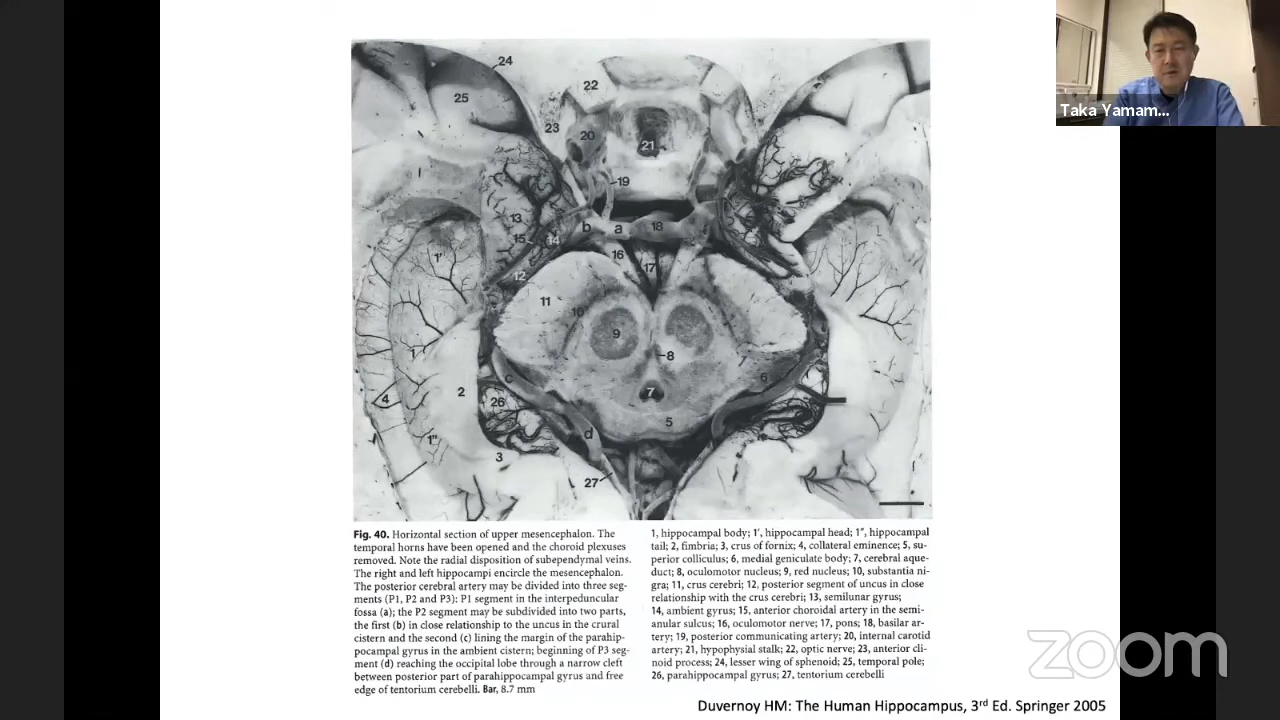 Taka Yamam...
24
25
22
23
20
21
19
13
b
a
18
15
14
16
17
1'
12
11
10
9
8
1
c
6
2
26
7
4
5
d
1"
3
27
Fig. 40. Horizontal section of upper mesencephalon. The
temporal horns have been opened and the choroid plexuses
removed. Note the radial disposition of subependymal veins.
The right and left hippocampi encircle the mesencephalon.
The posterior cerebral artery may be divided into three seg-
ments (P1, P2 and P3): P1 segment in the interpeduncular
fossa (a); the P2 segment may be subdivided into two parts,
the first (b) in close relationship to the uncus in the crural
cistern and the second (c) lining the margin of the parahip-
pocampal gyrus in the ambient cistern; beginning of P3 seg-
ment (d) reaching the occipital lobe through a narrow cleft
between posterior part of parahippocampal gyrus and free
edge of tentorium cerebelli. Bar, 8.7 mm
1, hippocampal body; 1', hippocampal head; 1", hippocampal
tail; 2, fimbria; 3, crus of fornix; 4, collateral eminence; 5, su-
perior colliculus; 6, medial geniculate body; 7, cerebral aque-
duct; 8, oculomotor nucleus; 9, red nucleus; 10, substantia ni-
gra; 11, crus cerebri; 12, posterior segment of uncus in close
relationship with the crus cerebri; 13, semilunar gyrus;
14, ambient gyrus; 15, anterior choroidal artery in the semi-
anular sulcus; 16, oculomotor nerve; 17, pons; 18, basilar ar-
tery; 19, posterior communicating artery; 20, internal carotid
artery; 21, hypophysial stalk; 22, optic nerve; 23, anterior cli-
noid process; 24, lesser wing of sphenoid; 25, temporal pole;
26, parahippocampal gyrus; 27, tentorium cerebelli
zoom
Duvernoy HM: The Human Hippocampus, 3rd Ed. Springer 2005